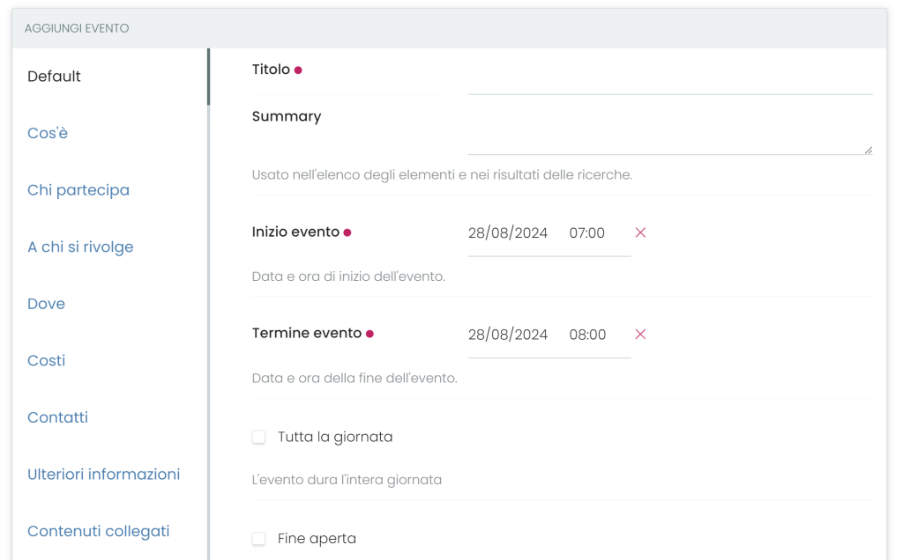 AGGIUNGI EVENTO
Default
Cos'è
Chi partecipa
A chi si rivolge
Dove
Costi
Contatti
Ulteriori informazioni
Contenuti collegati
Titolo
Summary
Usato nell'elenco degli elementi e nei risultati delle ricerche.
Inizio evento 28/08/2024 07:00
Data e ora di inizio dell'evento.
Termine evento 28/08/2024 08:00
Data e ora della fine dell'evento.
Tutta la giornata
L'evento dura l'intera giornata
Fine aperta